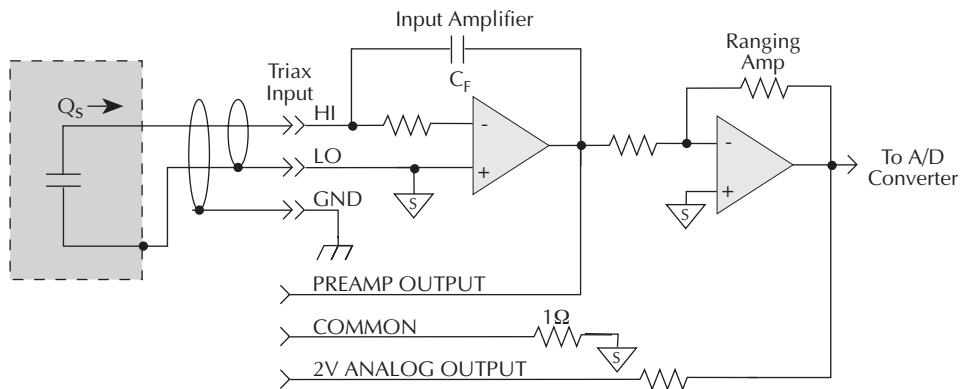 Input Amplifier
Ranging
Amp
Triax
Input
HI
C_F
Q_S
-
-
LO
+
To A/D
Converter
S
+
GND
S
PREAMP OUTPUT
1Ω
COMMON
S
2V ANALOG OUTPUT